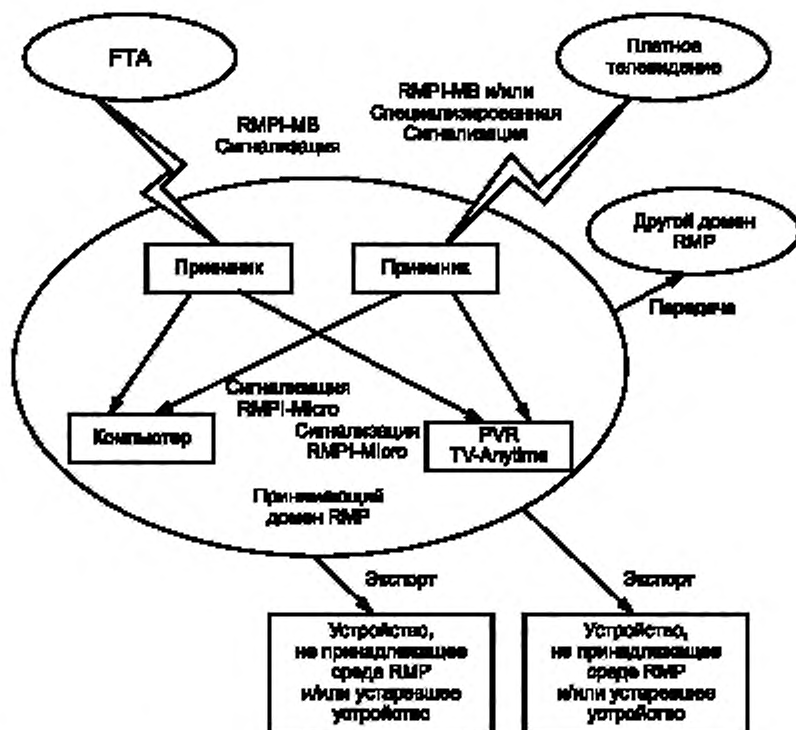 FTA
Платное
телевидение
RMPI-MB
Сигнализация
RMPI-MB и/или
Специализированная
Сигнализация
Другой домен
RMP
Приемник
Приемник
Передача
Сигнализация
RMPI-Micro
Сигнализация
RMPI-Micro
Компьютер
PVR
TV-Anytime
Принимающий
домен RMP
Экспорт
Экспорт
Устройство,
не принадлежащее
среде RMP
и/или устаревшее
устройство
Устройство,
не принадлежащее
среде RMP
и/или устаревшее
устройство